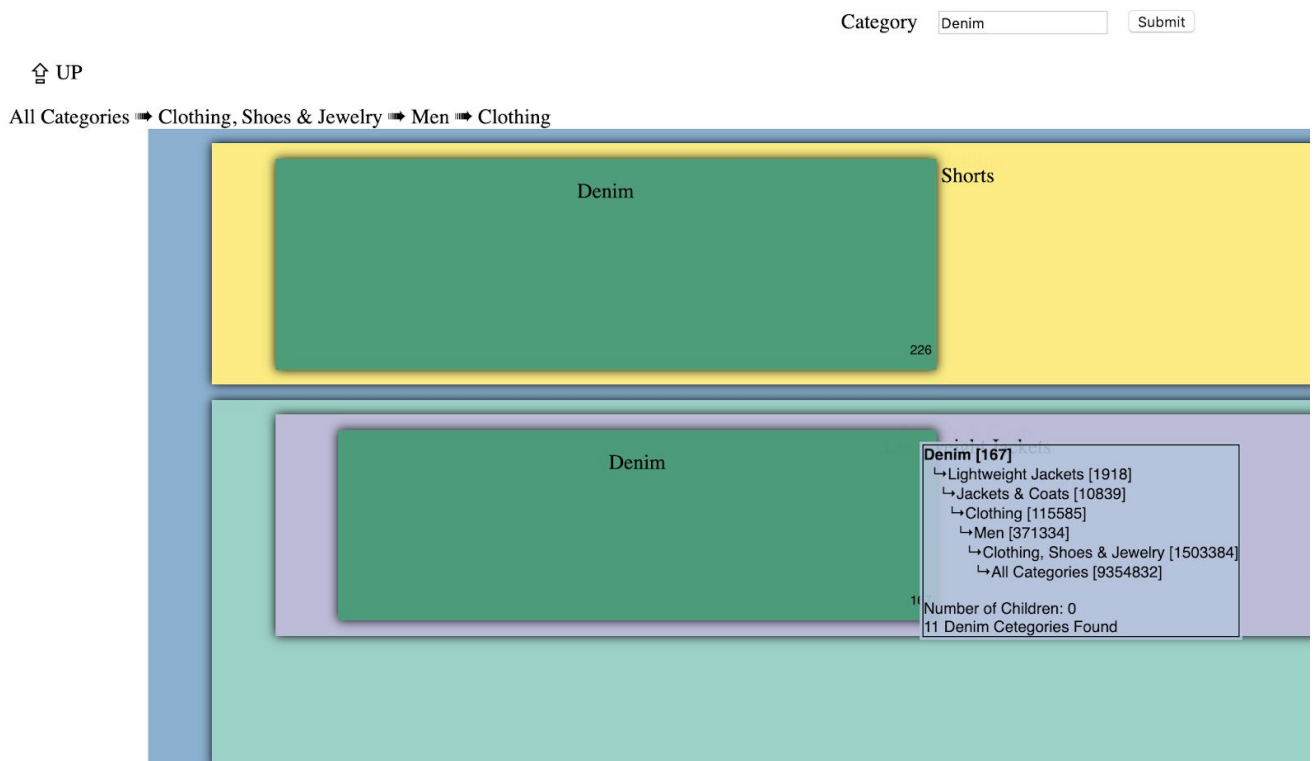 Category Denim Submit
⇪ UP
All Categories ➠ Clothing, Shoes & Jewelry ➠ Men ➠ Clothing
Shorts
Denim
226
Denim
Denim [167]
↳Lightweight Jackets [1918]
↳Jackets & Coats [10839]
↳Clothing [115585]
↳Men [371334]
↳Clothing, Shoes & Jewelry [1503384]
↳All Categories [9354832]
Number of Children: 0
11 Denim Cetegories Found